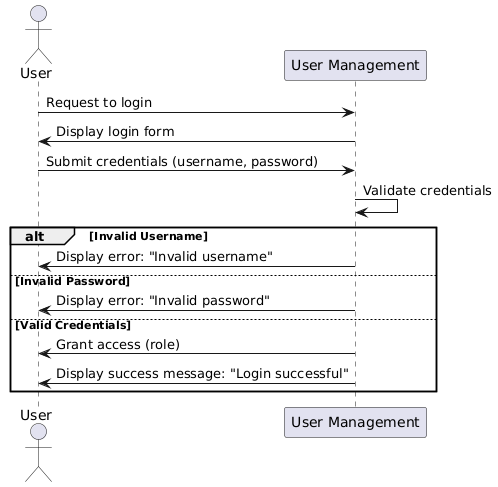 User
User Management
Request to login
Display login form
Submit credentials (username, password)
Validate credentials
alt [Invalid Username]
Display error: "Invalid username"
[Invalid Password]
Display error: "Invalid password"
[Valid Credentials]
Grant access (role)
Display success message: "Login successful"
User
User Management